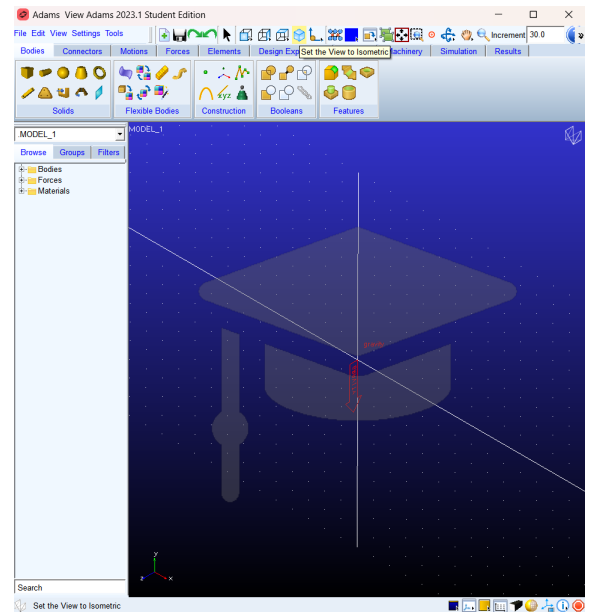 Adams View Adams 2023.1 Student Edition
File Edit View Settings Tools
Increment 30.0
Bodies Connectors Motions Forces Elements Design Exp Machinery Simulation Results
Set the View to Isometric
Solids Flexible Bodies Construction Booleans Features
.MODEL_1
MODEL_1
Browse Groups Filters
Bodies
Forces
Materials
y
z x
Search
Set the View to Isometric